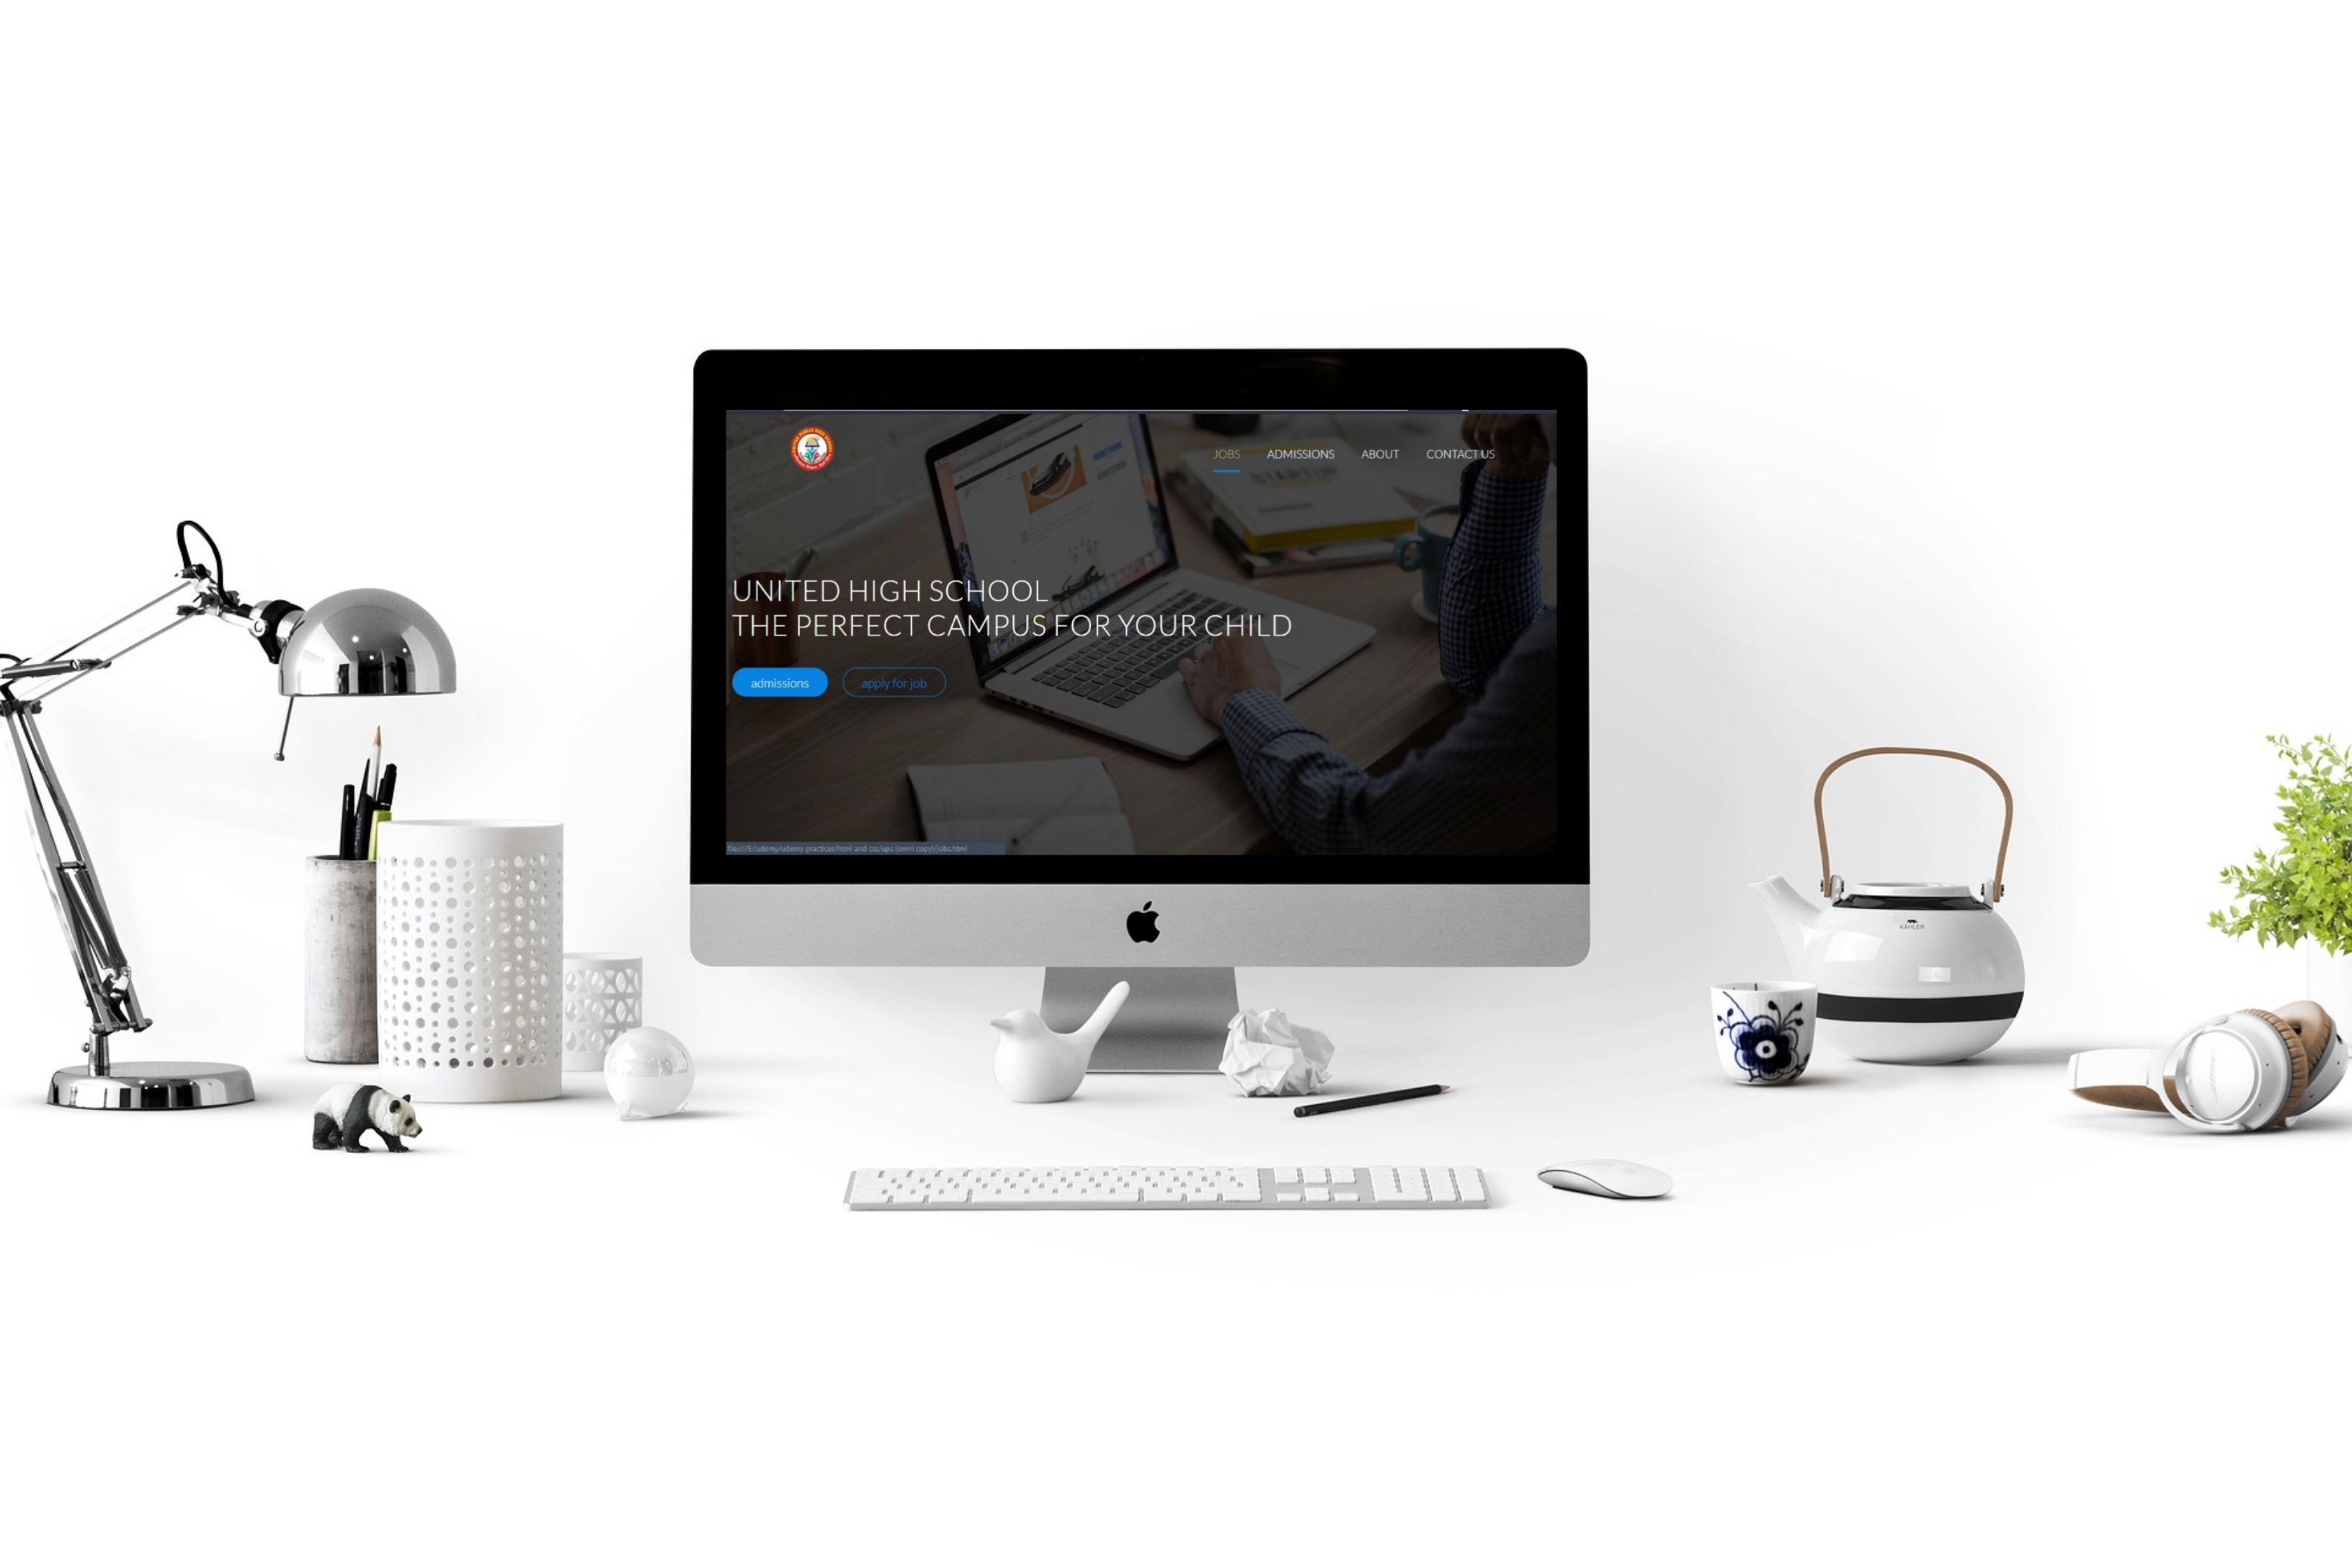 JOBS ADMISSIONS ABOUT CONTACT US
UNITED HIGH SCHOOL
THE PERFECT CAMPUS FOR YOUR CHILD
admissions apply for job
file:///E:/udemy/udemy practices/html and css/ups (omni copy)/jobs.html
KÄHLER